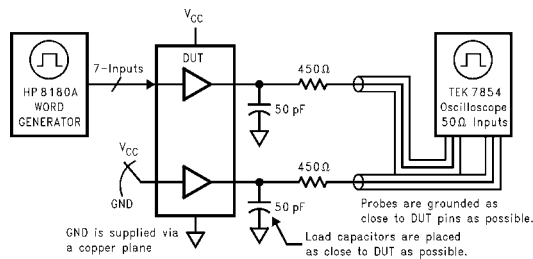 VCC
HP 8180A
WORD
GENERATOR
7-Inputs
DUT
450Ω
50 pF
TEK 7854
Oscilloscope
50Ω Inputs
VCC
GND
450Ω
50 pF
Probes are grounded as
close to DUT pins as possible.
GND is supplied via
a copper plane
Load capacitors are placed
as close to DUT as possible.